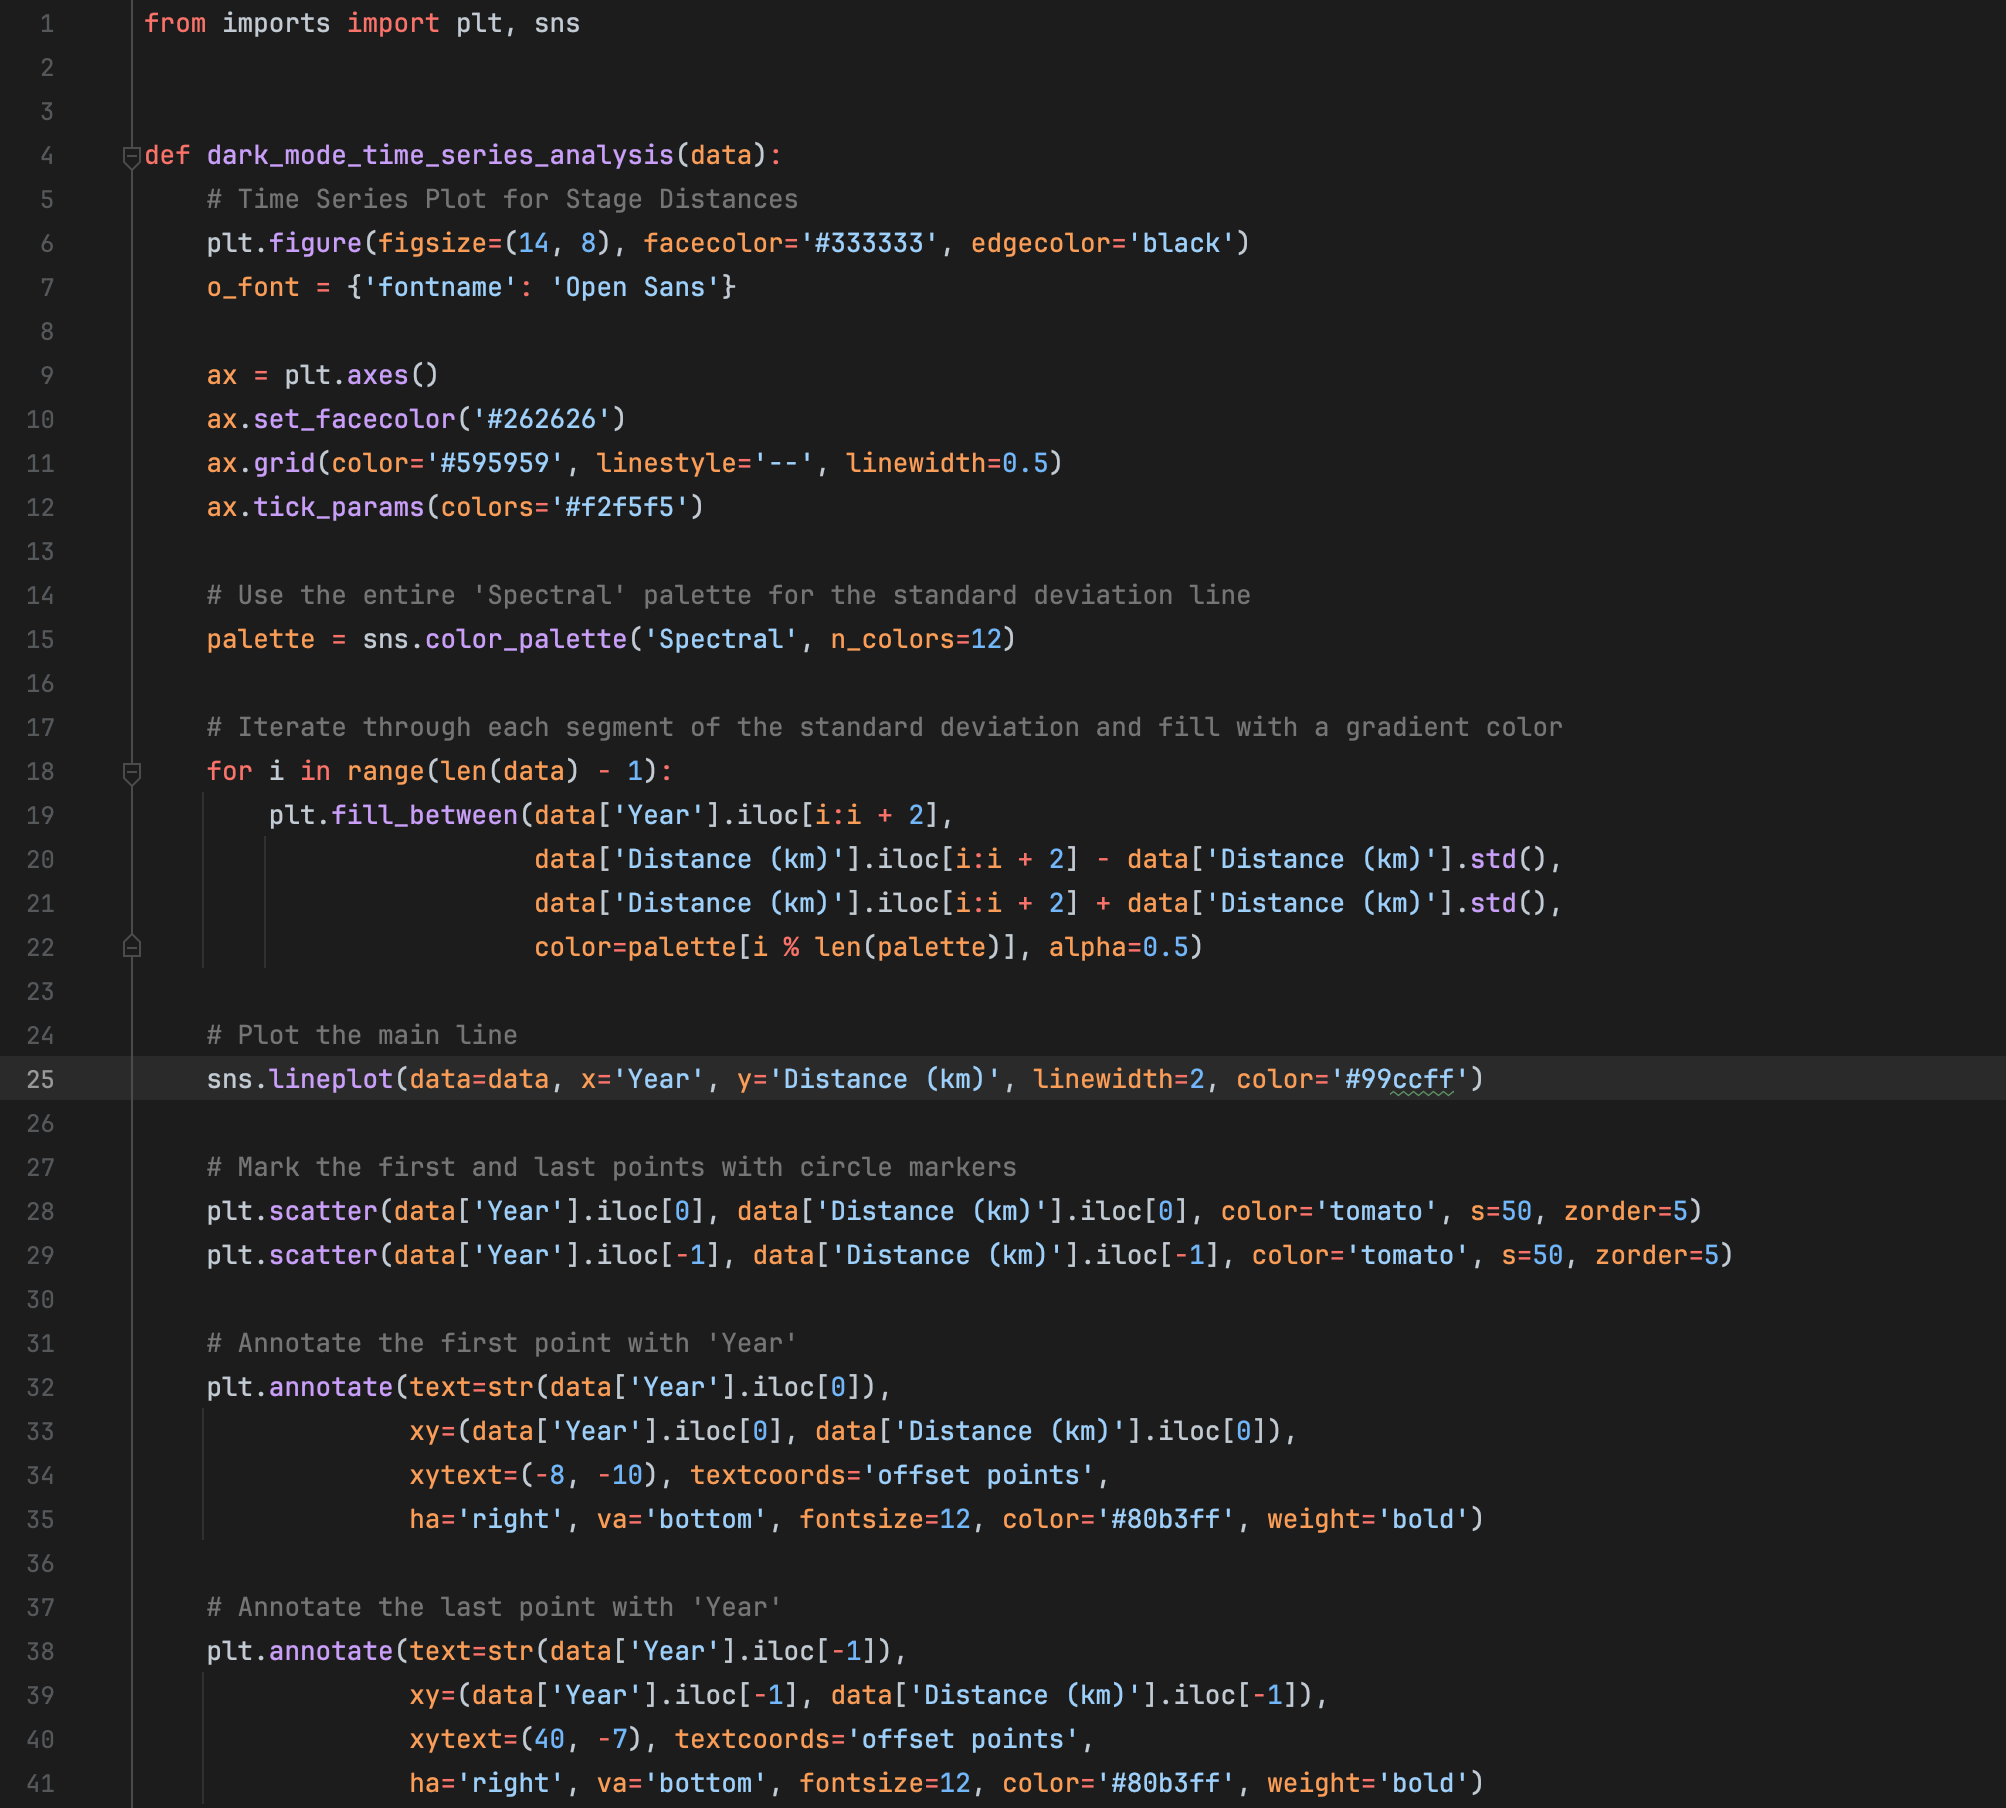 1 from imports import plt, sns
2
3
4 def dark_mode_time_series_analysis(data):
5     # Time Series Plot for Stage Distances
6     plt.figure(figsize=(14, 8), facecolor='#333333', edgecolor='black')
7     o_font = {'fontname': 'Open Sans'}
8
9     ax = plt.axes()
10     ax.set_facecolor('#262626')
11     ax.grid(color='#595959', linestyle='--', linewidth=0.5)
12     ax.tick_params(colors='#f2f5f5')
13
14     # Use the entire 'Spectral' palette for the standard deviation line
15     palette = sns.color_palette('Spectral', n_colors=12)
16
17     # Iterate through each segment of the standard deviation and fill with a gradient color
18     for i in range(len(data) - 1):
19         plt.fill_between(data['Year'].iloc[i:i + 2],
20                          data['Distance (km)'].iloc[i:i + 2] - data['Distance (km)'].std(),
21                          data['Distance (km)'].iloc[i:i + 2] + data['Distance (km)'].std(),
22                          color=palette[i % len(palette)], alpha=0.5)
23
24     # Plot the main line
25     sns.lineplot(data=data, x='Year', y='Distance (km)', linewidth=2, color='#99ccff')
26
27     # Mark the first and last points with circle markers
28     plt.scatter(data['Year'].iloc[0], data['Distance (km)'].iloc[0], color='tomato', s=50, zorder=5)
29     plt.scatter(data['Year'].iloc[-1], data['Distance (km)'].iloc[-1], color='tomato', s=50, zorder=5)
30
31     # Annotate the first point with 'Year'
32     plt.annotate(text=str(data['Year'].iloc[0]),
33                  xy=(data['Year'].iloc[0], data['Distance (km)'].iloc[0]),
34                  xytext=(-8, -10), textcoords='offset points',
35                  ha='right', va='bottom', fontsize=12, color='#80b3ff', weight='bold')
36
37     # Annotate the last point with 'Year'
38     plt.annotate(text=str(data['Year'].iloc[-1]),
39                  xy=(data['Year'].iloc[-1], data['Distance (km)'].iloc[-1]),
40                  xytext=(40, -7), textcoords='offset points',
41                  ha='right', va='bottom', fontsize=12, color='#80b3ff', weight='bold')